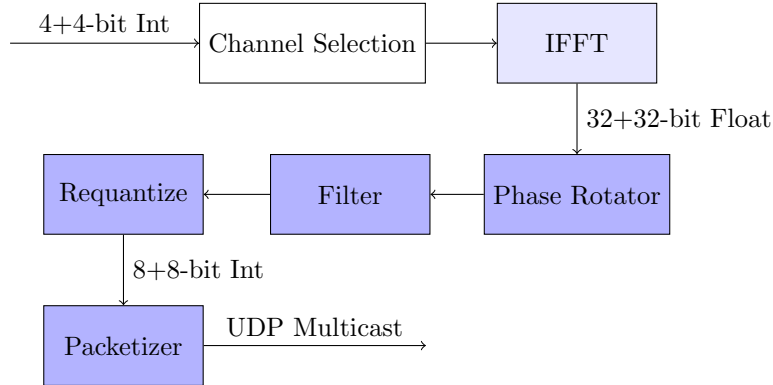 4+4-bit Int
Channel Selection
IFFT
32+32-bit Float
Requantize
Filter
Phase Rotator
8+8-bit Int
Packetizer
UDP Multicast